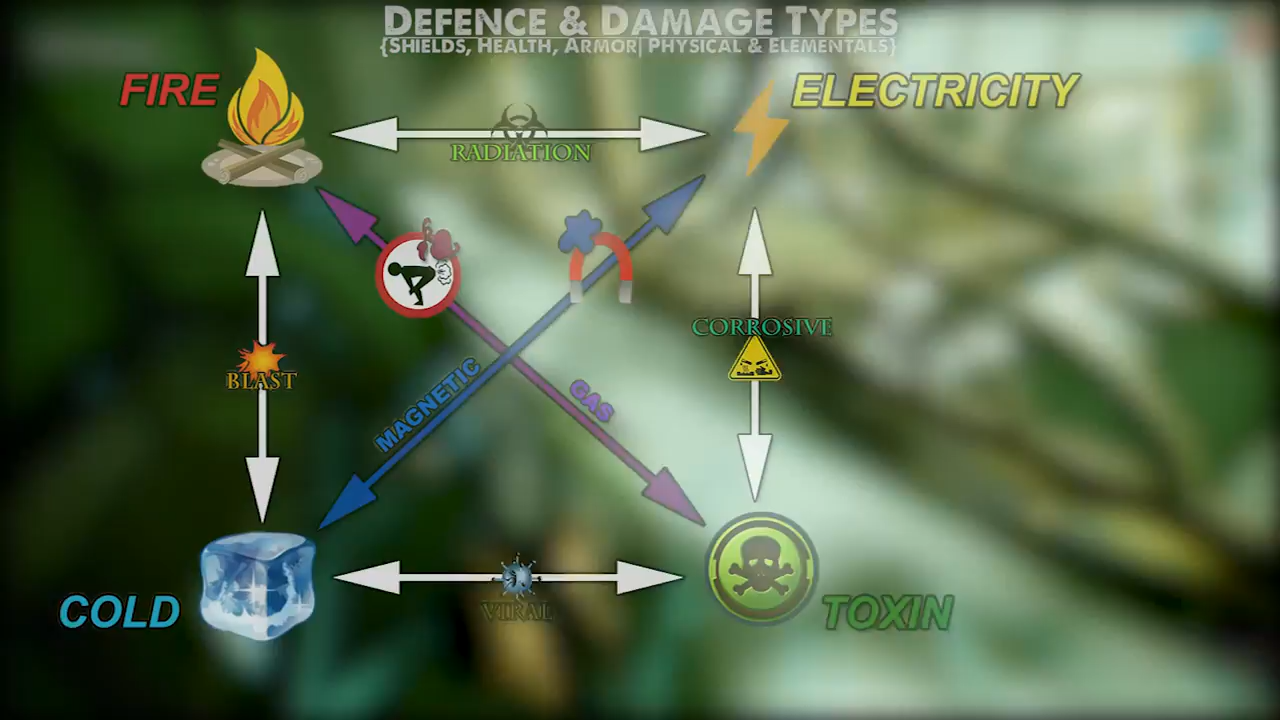 DEFENCE & DAMAGE TYPES
{SHIELDS, HEALTH, ARMOR| PHYSICAL & ELEMENTALS}
FIRE
ELECTRICITY
RADIATION
CORROSIVE
BLAST
MAGNETIC
GAS
COLD
VIRAL
TOXIN